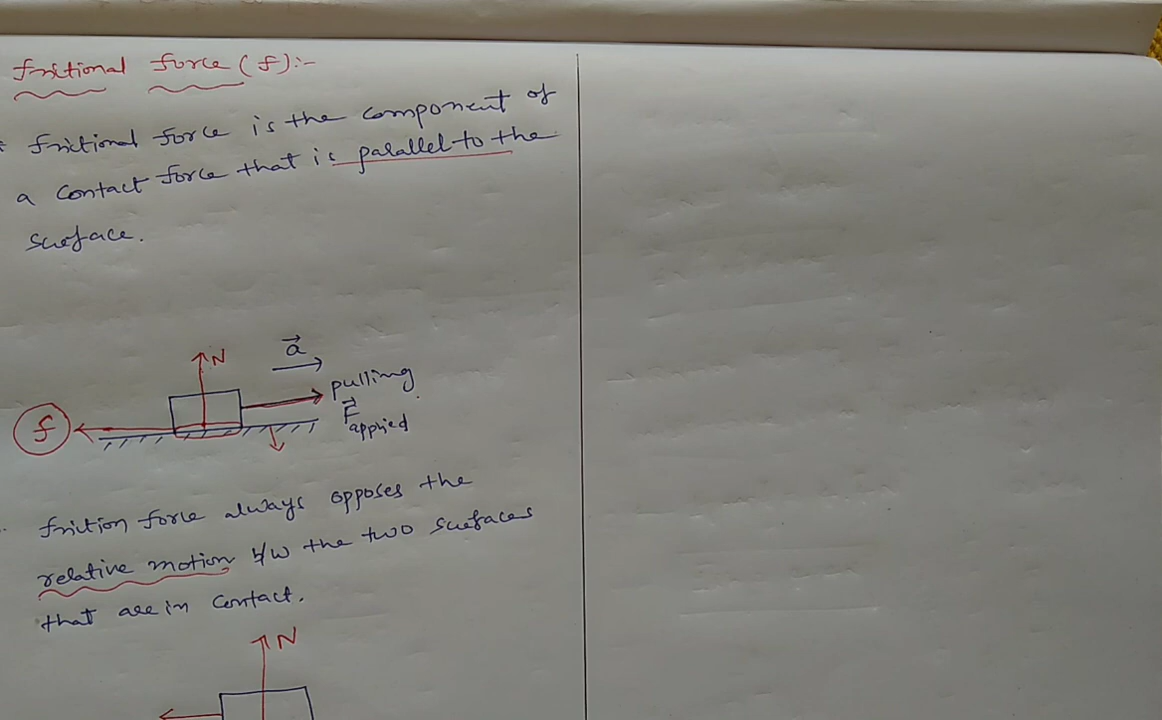 frictional force (f):-
frictional force is the component of
a contact force that is parallel to the
surface.
N
a
pulling
f
F applied
friction force always opposes the
relative motion b/w the two surfaces
that are in contact.
N